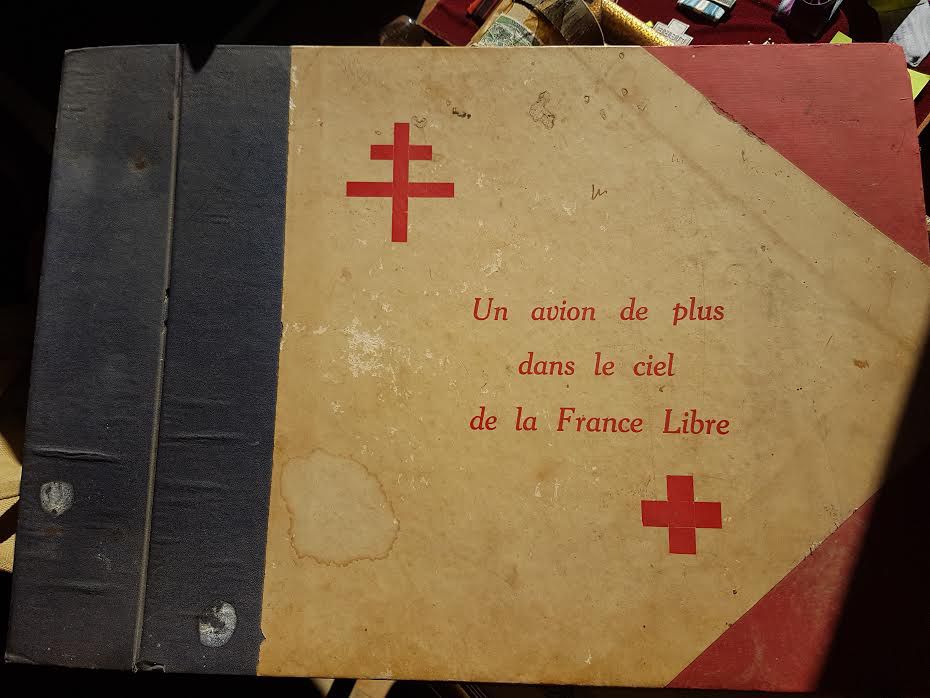 Un avion de plus
dans le ciel
de la France Libre